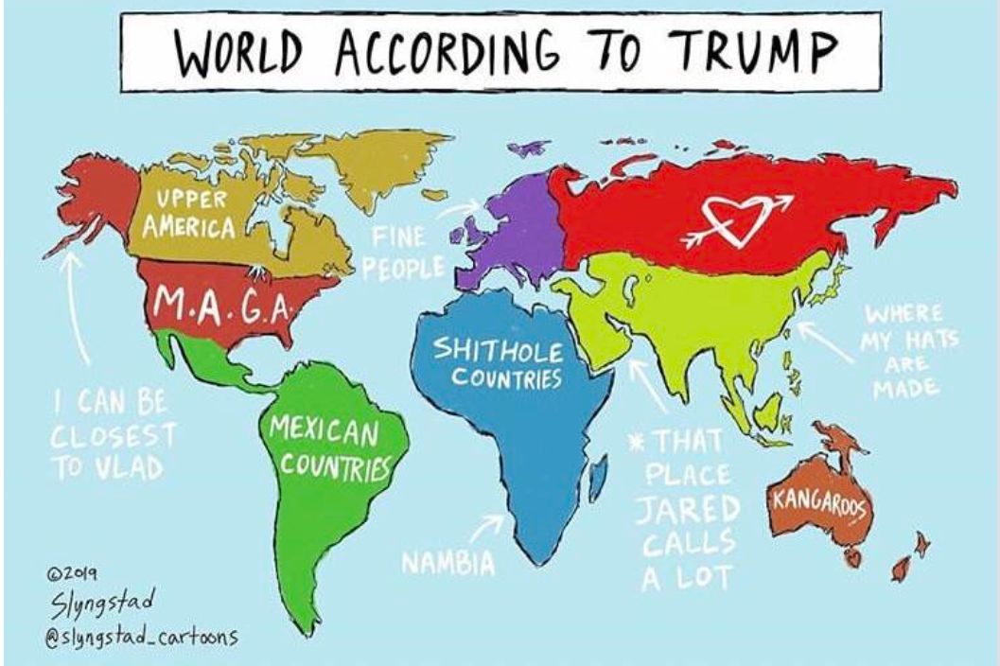 WORLD ACCORDING TO TRUMP
UPPER
AMERICA
FINE
PEOPLE
M.A.G.A.
SHITHOLE
COUNTRIES
WHERE
MY HATS
ARE
MADE
I CAN BE
CLOSEST
TO VLAD
MEXICAN
COUNTRIES
* THAT
PLACE
JARED
CALLS
A LOT
KANGAROOS
NAMBIA
©2019
Slyngstad
@slyngstad_cartoons